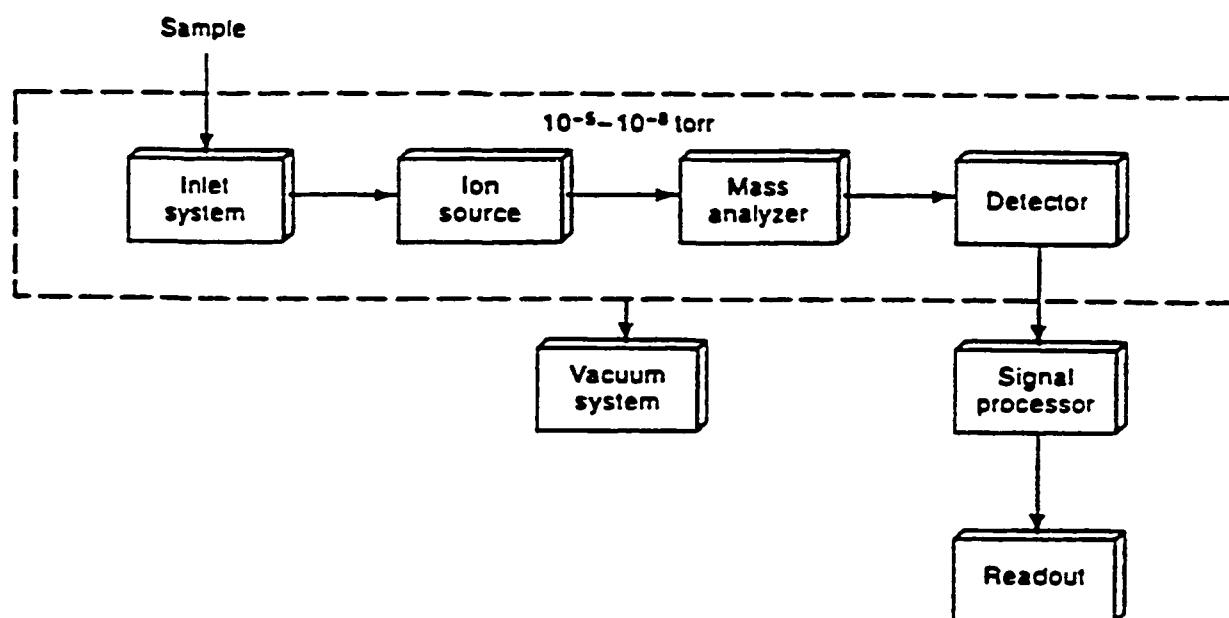 Sample
10⁻⁵–10⁻⁸ torr
Inlet
system
Ion
source
Mass
analyzer
Detector
Vacuum
system
Signal
processor
Readout